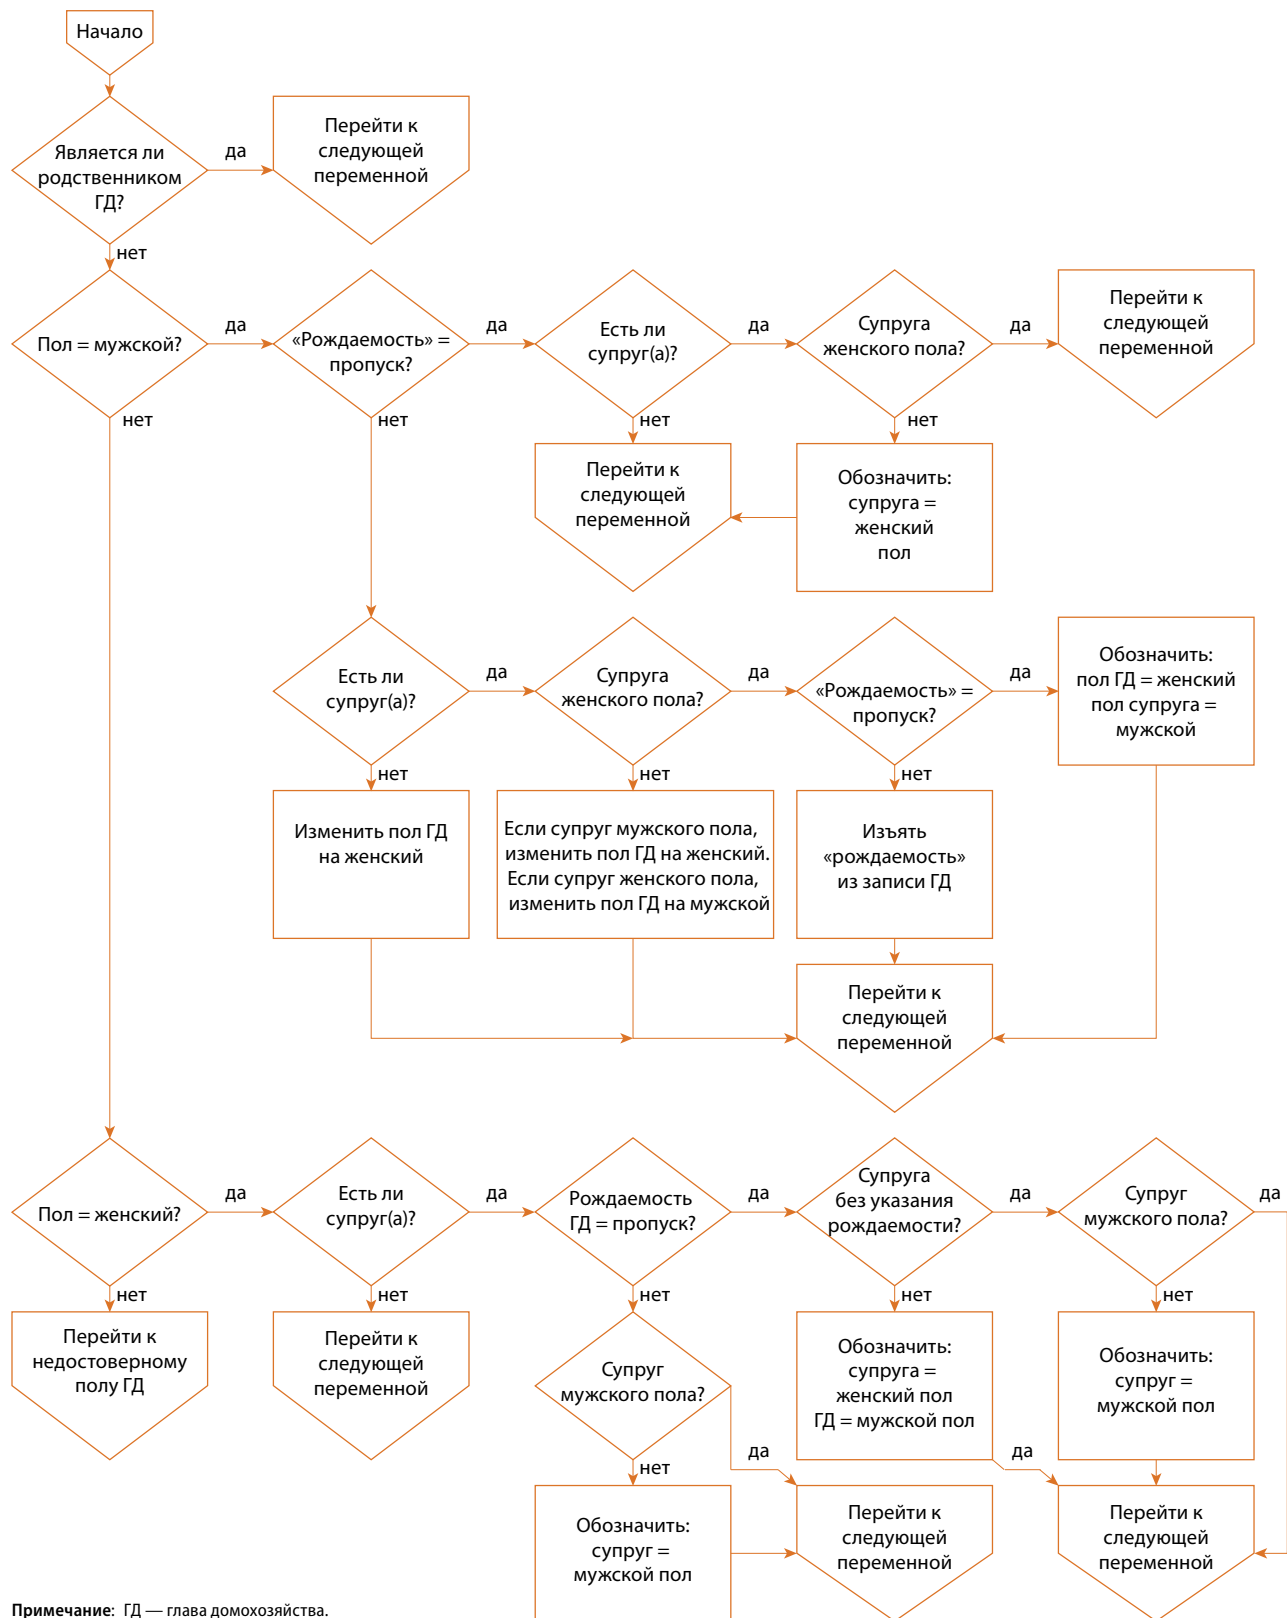 Начало
Является ли
родственником
ГД?
да
Перейти к
следующей
переменной
нет
Пол = мужской?
да
«Рождаемость» =
пропуск?
да
Есть ли
супруг(а)?
да
Супруга
женского пола?
да
Перейти к
следующей
переменной
нет
нет
нет
нет
Перейти к
следующей
переменной
Обозначить:
супруга =
женский
пол
Есть ли
супруг(а)?
да
Супруга
женского пола?
да
«Рождаемость» =
пропуск?
да
Обозначить:
пол ГД = женский
пол супруга =
мужской
нет
нет
нет
Изменить пол ГД
на женский
Если супруг мужского пола,
изменить пол ГД на женский.
Если супруг женского пола,
изменить пол ГД на мужской
Изъять
«рождаемость»
из записи ГД
Перейти к
следующей
переменной
Пол = женский?
да
Есть ли
супруг(а)?
да
Рождаемость
ГД = пропуск?
да
Супруга
без указания
рождаемости?
да
Супруг
мужского пола?
да
нет
нет
нет
нет
нет
Перейти к
недостоверному
полу ГД
Перейти к
следующей
переменной
Супруг
мужского пола?
Обозначить:
супруга =
женский пол
ГД = мужской пол
Обозначить:
супруг =
мужской пол
да
да
нет
Обозначить:
супруг =
мужской пол
Перейти к
следующей
переменной
Перейти к
следующей
переменной
Примечание: ГД — глава домохозяйства.